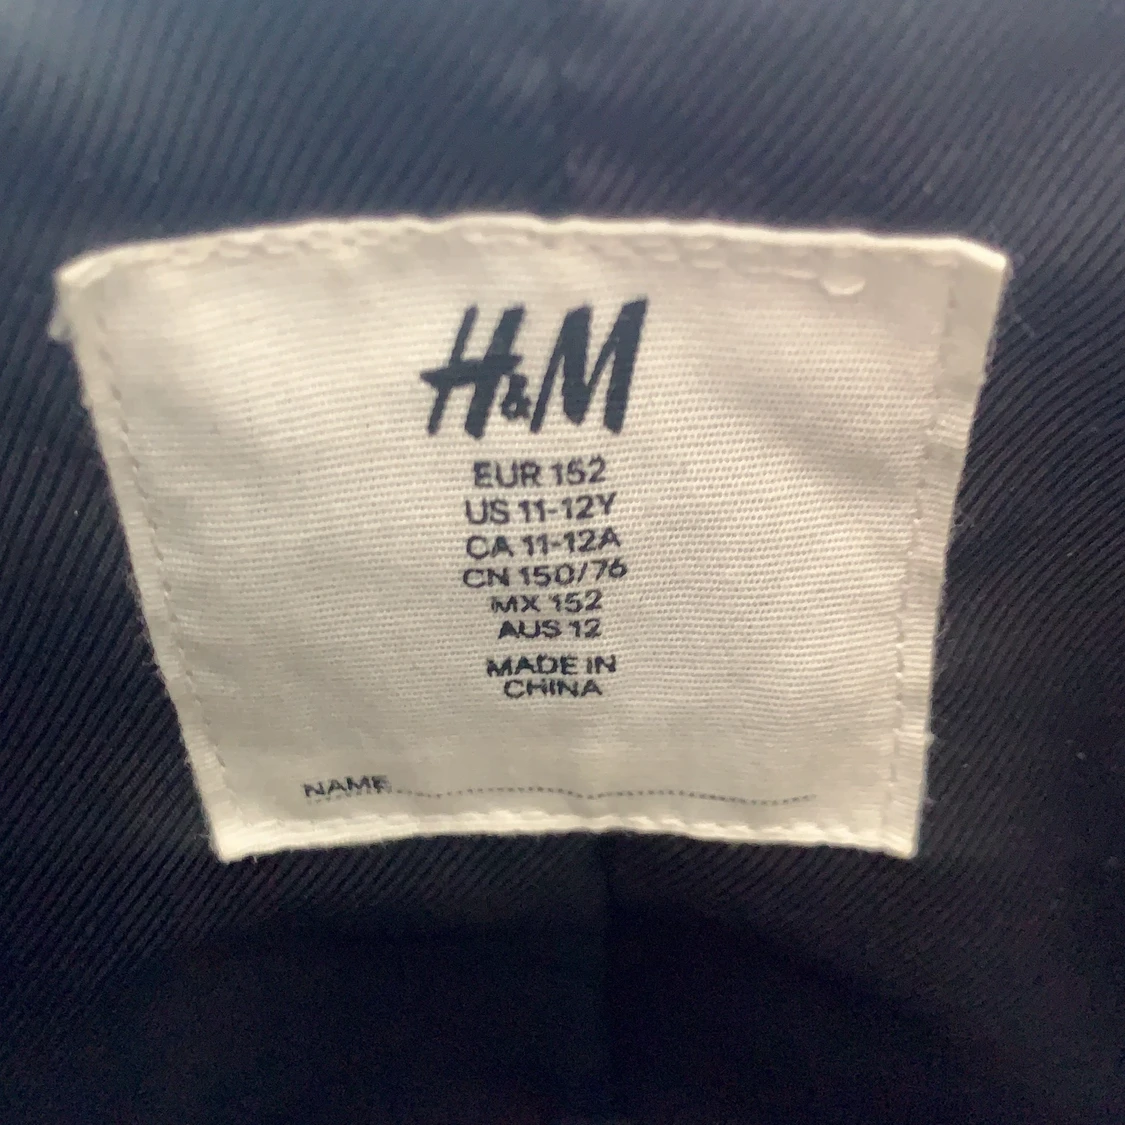 H&M
EUR 152
US 11-12Y
CA 11-12A
CN 150/76
MX 152
AUS 12
MADE IN
CHINA
NAME